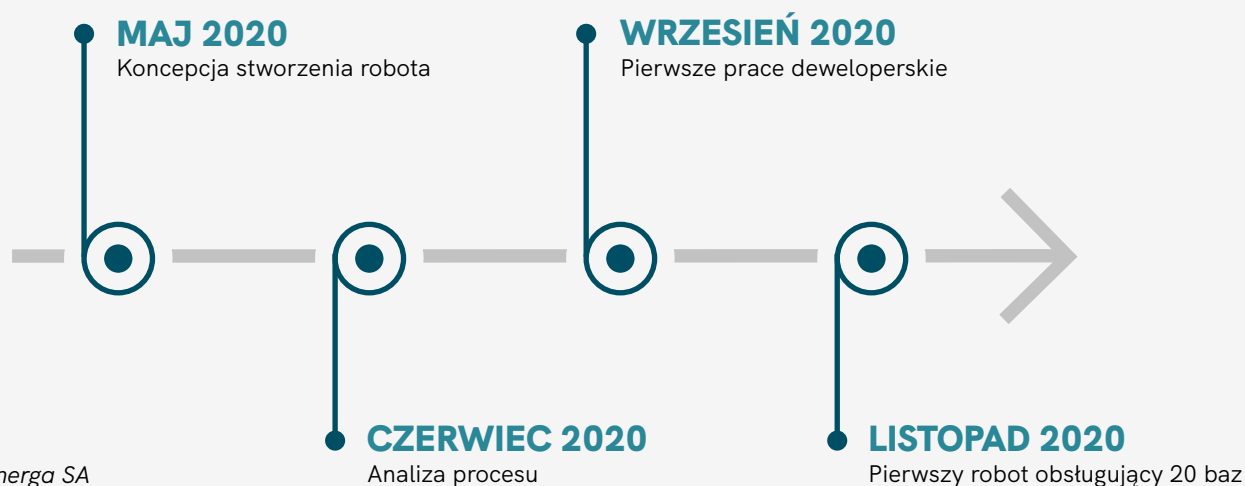 MAJ 2020
Koncepcja stworzenia robota
WRZESIEŃ 2020
Pierwsze prace deweloperskie
CZERWIEC 2020
Analiza procesu
LISTOPAD 2020
Pierwszy robot obsługujący 20 baz
SA